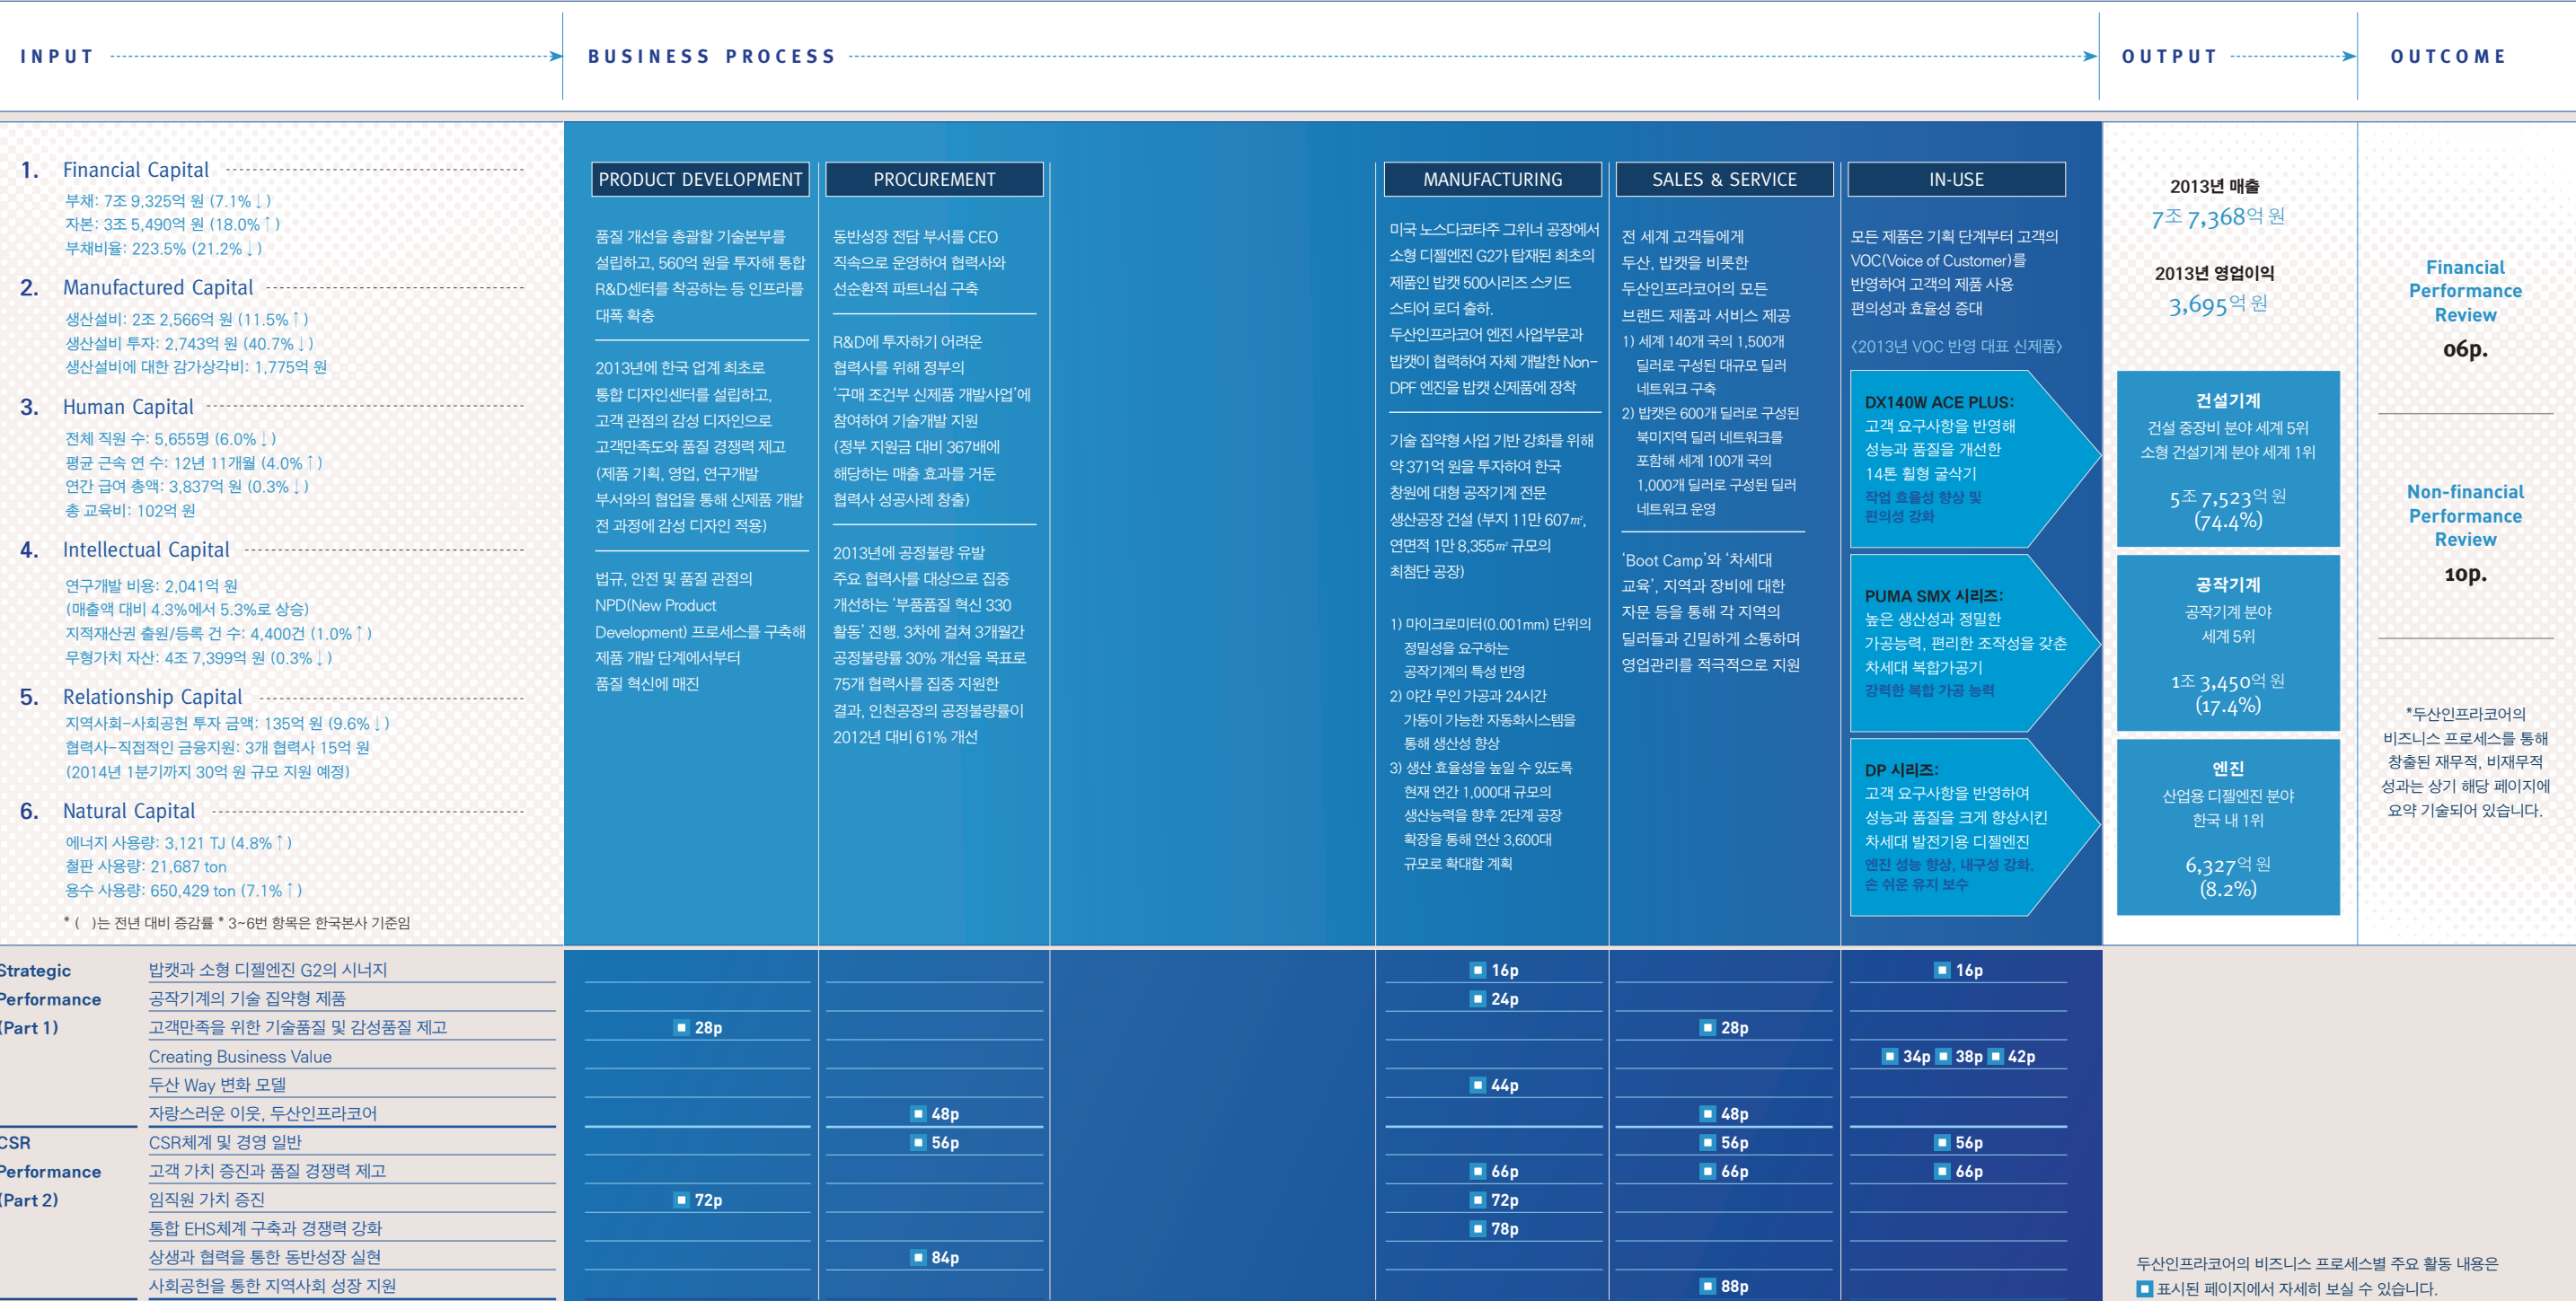 INPUT
BUSINESS PROCESS
OUTPUT
OUTCOME
1. Financial Capital
부채: 7조 9,325억 원 (7.1%↓)
자본: 3조 5,490억 원 (18.0%↑)
부채비율: 223.5% (21.2%↓)
2. Manufactured Capital
생산설비: 2조 2,566억 원 (11.5%↑)
생산설비 투자: 2,743억 원 (40.7%↓)
생산설비에 대한 감가상각비: 1,775억 원
3. Human Capital
전체 직원 수: 5,655명 (6.0%↓)
평균 근속 연 수: 12년 11개월 (4.0%↑)
연간 급여 총액: 3,837억 원 (0.3%↓)
총 교육비: 102억 원
4. Intellectual Capital
연구개발 비용: 2,041억 원
(매출액 대비 4.3%에서 5.3%로 상승)
지적재산권 출원/등록 건 수: 4,400건 (1.0%↑)
무형가치 자산: 4조 7,399억 원 (0.3%↓)
5. Relationship Capital
지역사회-사회공헌 투자 금액: 135억 원 (9.6%↓)
협력사-직접적인 금융지원: 3개 협력사 15억 원
(2014년 1분기까지 30억 원 규모 지원 예정)
6. Natural Capital
에너지 사용량: 3,121 TJ (4.8%↑)
철판 사용량: 21,687 ton
용수 사용량: 650,429 ton (7.1%↑)
* ( )는 전년 대비 증감률 * 3~6번 항목은 한국본사 기준임
PRODUCT DEVELOPMENT
품질 개선을 총괄할 기술본부를
설립하고, 560억 원을 투자해 통합
R&D센터를 착공하는 등 인프라를
대폭 확충
2013년에 한국 업계 최초로
통합 디자인센터를 설립하고,
고객 관점의 감성 디자인으로
고객만족도와 품질 경쟁력 제고
(제품 기획, 영업, 연구개발
부서와의 협업을 통해 신제품 개발
전 과정에 감성 디자인 적용)
법규, 안전 및 품질 관점의
NPD(New Product
Development) 프로세스를 구축해
제품 개발 단계에서부터
품질 혁신에 매진
PROCUREMENT
동반성장 전담 부서를 CEO
직속으로 운영하여 협력사와
선순환적 파트너십 구축
R&D에 투자하기 어려운
협력사를 위해 정부의
'구매 조건부 신제품 개발사업'에
참여하여 기술개발 지원
(정부 지원금 대비 367배에
해당하는 매출 효과를 거둔
협력사 성공사례 창출)
2013년에 공정불량 유발
주요 협력사를 대상으로 집중
개선하는 '부품품질 혁신 330
활동' 진행. 3차에 걸쳐 3개월간
공정불량률 30% 개선을 목표로
75개 협력사를 집중 지원한
결과, 인천공장의 공정불량률이
2012년 대비 61% 개선
MANUFACTURING
미국 노스다코타주 그위너 공장에서
소형 디젤엔진 G2가 탑재된 최초의
제품인 밥캣 500시리즈 스키드
스티어 로더 출하.
두산인프라코어 엔진 사업부문과
밥캣이 협력하여 자체 개발한 Non-
DPF 엔진을 밥캣 신제품에 장착
기술 집약형 사업 기반 강화를 위해
약 371억 원을 투자하여 한국
창원에 대형 공작기계 전문
생산공장 건설 (부지 11만 607㎡,
연면적 1만 8,355㎡ 규모의
최첨단 공장)
1) 마이크로미터(0.001mm) 단위의
정밀성을 요구하는
공작기계의 특성 반영
2) 야간 무인 가공과 24시간
가동이 가능한 자동화시스템을
통해 생산성 향상
3) 생산 효율성을 높일 수 있도록
현재 연간 1,000대 규모의
생산능력을 향후 2단계 공장
확장을 통해 연산 3,600대
규모로 확대할 계획
SALES & SERVICE
전 세계 고객들에게
두산, 밥캣을 비롯한
두산인프라코어의 모든
브랜드 제품과 서비스 제공
1) 세계 140개 국의 1,500개
딜러로 구성된 대규모 딜러
네트워크 구축
2) 밥캣은 600개 딜러로 구성된
북미지역 딜러 네트워크를
포함해 세계 100개 국의
1,000개 딜러로 구성된 딜러
네트워크 운영
'Boot Camp'와 '차세대
교육', 지역과 장비에 대한
자문 등을 통해 각 지역의
딜러들과 긴밀하게 소통하며
영업관리를 적극적으로 지원
IN-USE
모든 제품은 기획 단계부터 고객의
VOC(Voice of Customer)를
반영하여 고객의 제품 사용
편의성과 효율성 증대
〈2013년 VOC 반영 대표 신제품〉
DX140W ACE PLUS:
고객 요구사항을 반영해
성능과 품질을 개선한
14톤 휠형 굴삭기
작업 효율성 향상 및
편의성 강화
PUMA SMX 시리즈:
높은 생산성과 정밀한
가공능력, 편리한 조작성을 갖춘
차세대 복합가공기
강력한 복합 가공 능력
DP 시리즈:
고객 요구사항을 반영하여
성능과 품질을 크게 향상시킨
차세대 발전기용 디젤엔진
엔진 성능 향상, 내구성 강화,
손 쉬운 유지 보수
2013년 매출
7조 7,368억 원
2013년 영업이익
3,695억 원
건설기계
건설 중장비 분야 세계 5위
소형 건설기계 분야 세계 1위
5조 7,523억 원
(74.4%)
공작기계
공작기계 분야
세계 5위
1조 3,450억 원
(17.4%)
엔진
산업용 디젤엔진 분야
한국 내 1위
6,327억 원
(8.2%)
Financial
Performance
Review
06p.
Non-financial
Performance
Review
10p.
*두산인프라코어의
비즈니스 프로세스를 통해
창출된 재무적, 비재무적
성과는 상기 해당 페이지에
요약 기술되어 있습니다.
Strategic
Performance
(Part 1)
밥캣과 소형 디젤엔진 G2의 시너지 16p 16p
공작기계의 기술 집약형 제품 24p
고객만족을 위한 기술품질 및 감성품질 제고 28p 28p
Creating Business Value 34p 38p 42p
두산 Way 변화 모델 44p
자랑스러운 이웃, 두산인프라코어 48p 48p
CSR
Performance
(Part 2)
CSR체계 및 경영 일반 56p 56p 56p
고객 가치 증진과 품질 경쟁력 제고 66p 66p 66p
임직원 가치 증진 72p 72p
통합 EHS체계 구축과 경쟁력 강화 78p
상생과 협력을 통한 동반성장 실현 84p
사회공헌을 통한 지역사회 성장 지원 88p
두산인프라코어의 비즈니스 프로세스별 주요 활동 내용은
표시된 페이지에서 자세히 보실 수 있습니다.